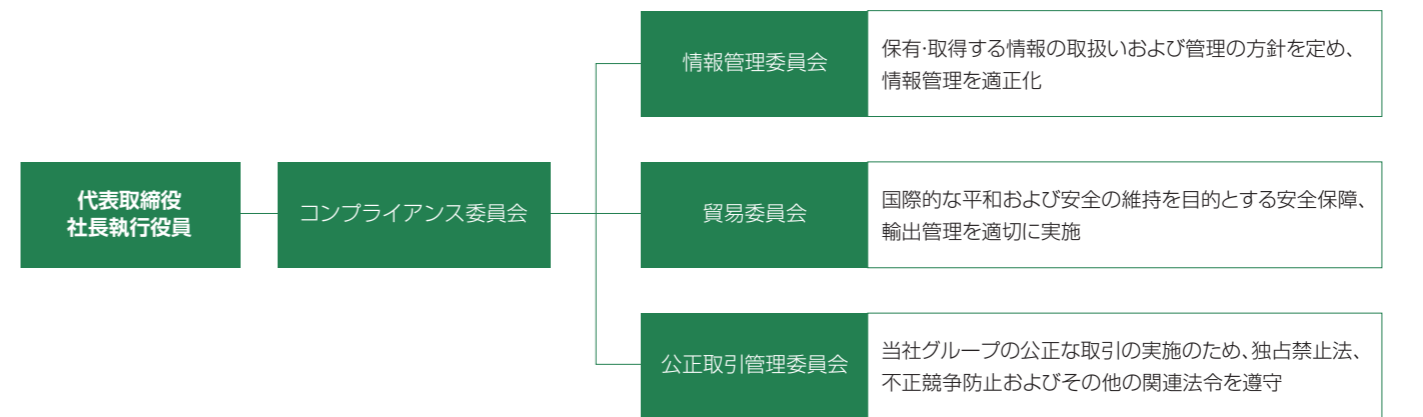 代表取締役
社長執行役員
コンプライアンス委員会
情報管理委員会
保有・取得する情報の取扱いおよび管理の方針を定め、
情報管理を適正化
貿易委員会
国際的な平和および安全の維持を目的とする安全保障、
輸出管理を適切に実施
公正取引管理委員会
当社グループの公正な取引の実施のため、独占禁止法、
不正競争防止およびその他の関連法令を遵守